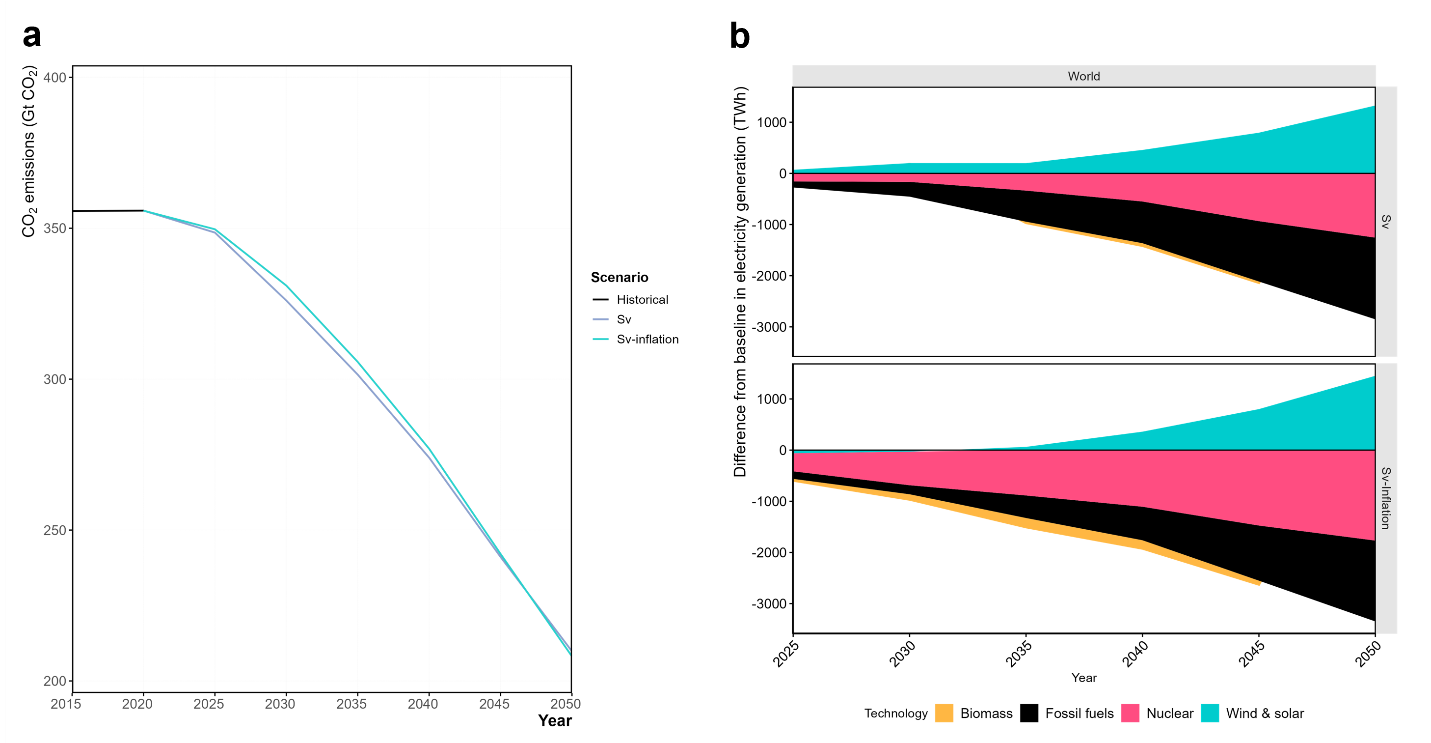 a
CO2 emissions (Gt CO2)
400
350
300
250
200
2015 2020 2025 2030 2035 2040 2045 2050
Year
Scenario
Historical
Sv
Sv-inflation
b
World
Difference from baseline in electricity generation (TWh)
1000
0
-1000
-2000
-3000
Sv
1000
0
-1000
-2000
-3000
Sv-Inflation
2025 2030 2035 2040 2045 2050
Year
Technology Biomass Fossil fuels Nuclear Wind & solar